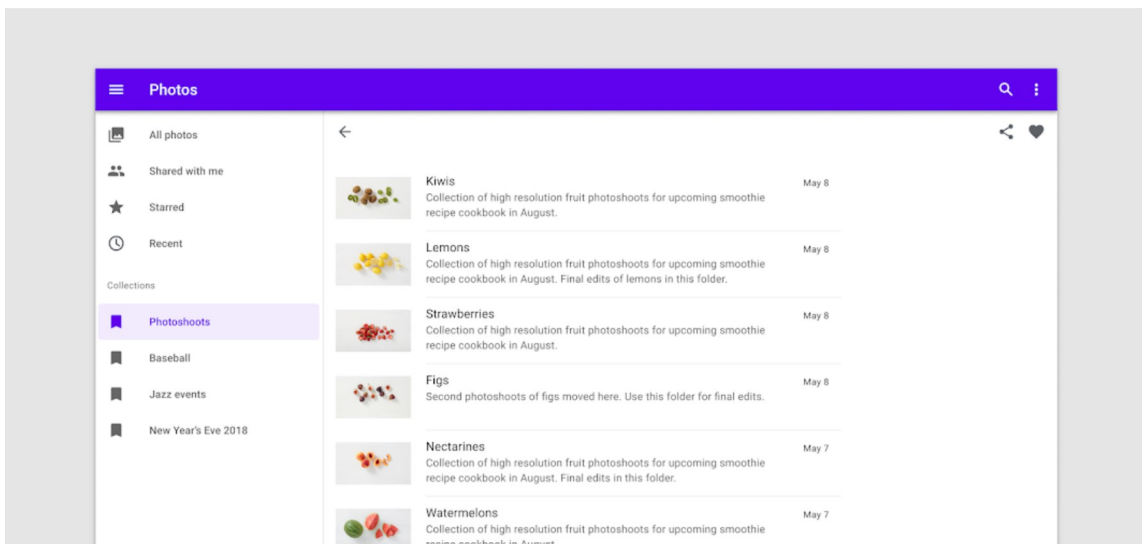 Photos
All photos
Shared with me
Starred
Recent
Collections
Photoshoots
Baseball
Jazz events
New Year's Eve 2018
Kiwis
May 8
Collection of high resolution fruit photoshoots for upcoming smoothie
recipe cookbook in August.
Lemons
May 8
Collection of high resolution fruit photoshoots for upcoming smoothie
recipe cookbook in August. Final edits of lemons in this folder.
Strawberries
May 8
Collection of high resolution fruit photoshoots for upcoming smoothie
recipe cookbook in August.
Figs
May 8
Second photoshoots of figs moved here. Use this folder for final edits.
Nectarines
May 7
Collection of high resolution fruit photoshoots for upcoming smoothie
recipe cookbook in August. Final edits in this folder.
Watermelons
May 7
Collection of high resolution fruit photoshoots for upcoming smoothie
recipe cookbook in August.